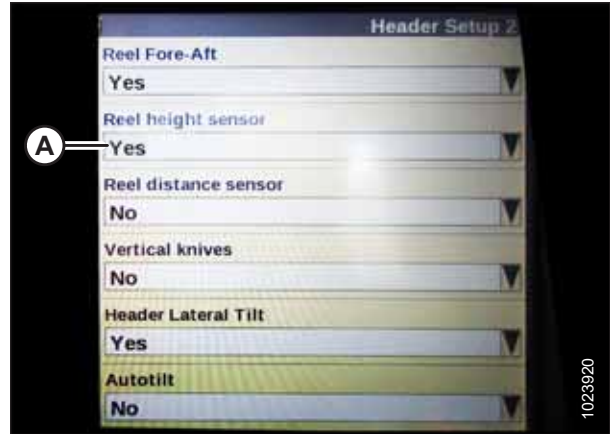 Header Setup 2
Reel Fore-Aft
Yes
Reel height sensor
A
Yes
Reel distance sensor
No
Vertical knives
No
Header Lateral Tilt
Yes
Autotilt
No
1023920